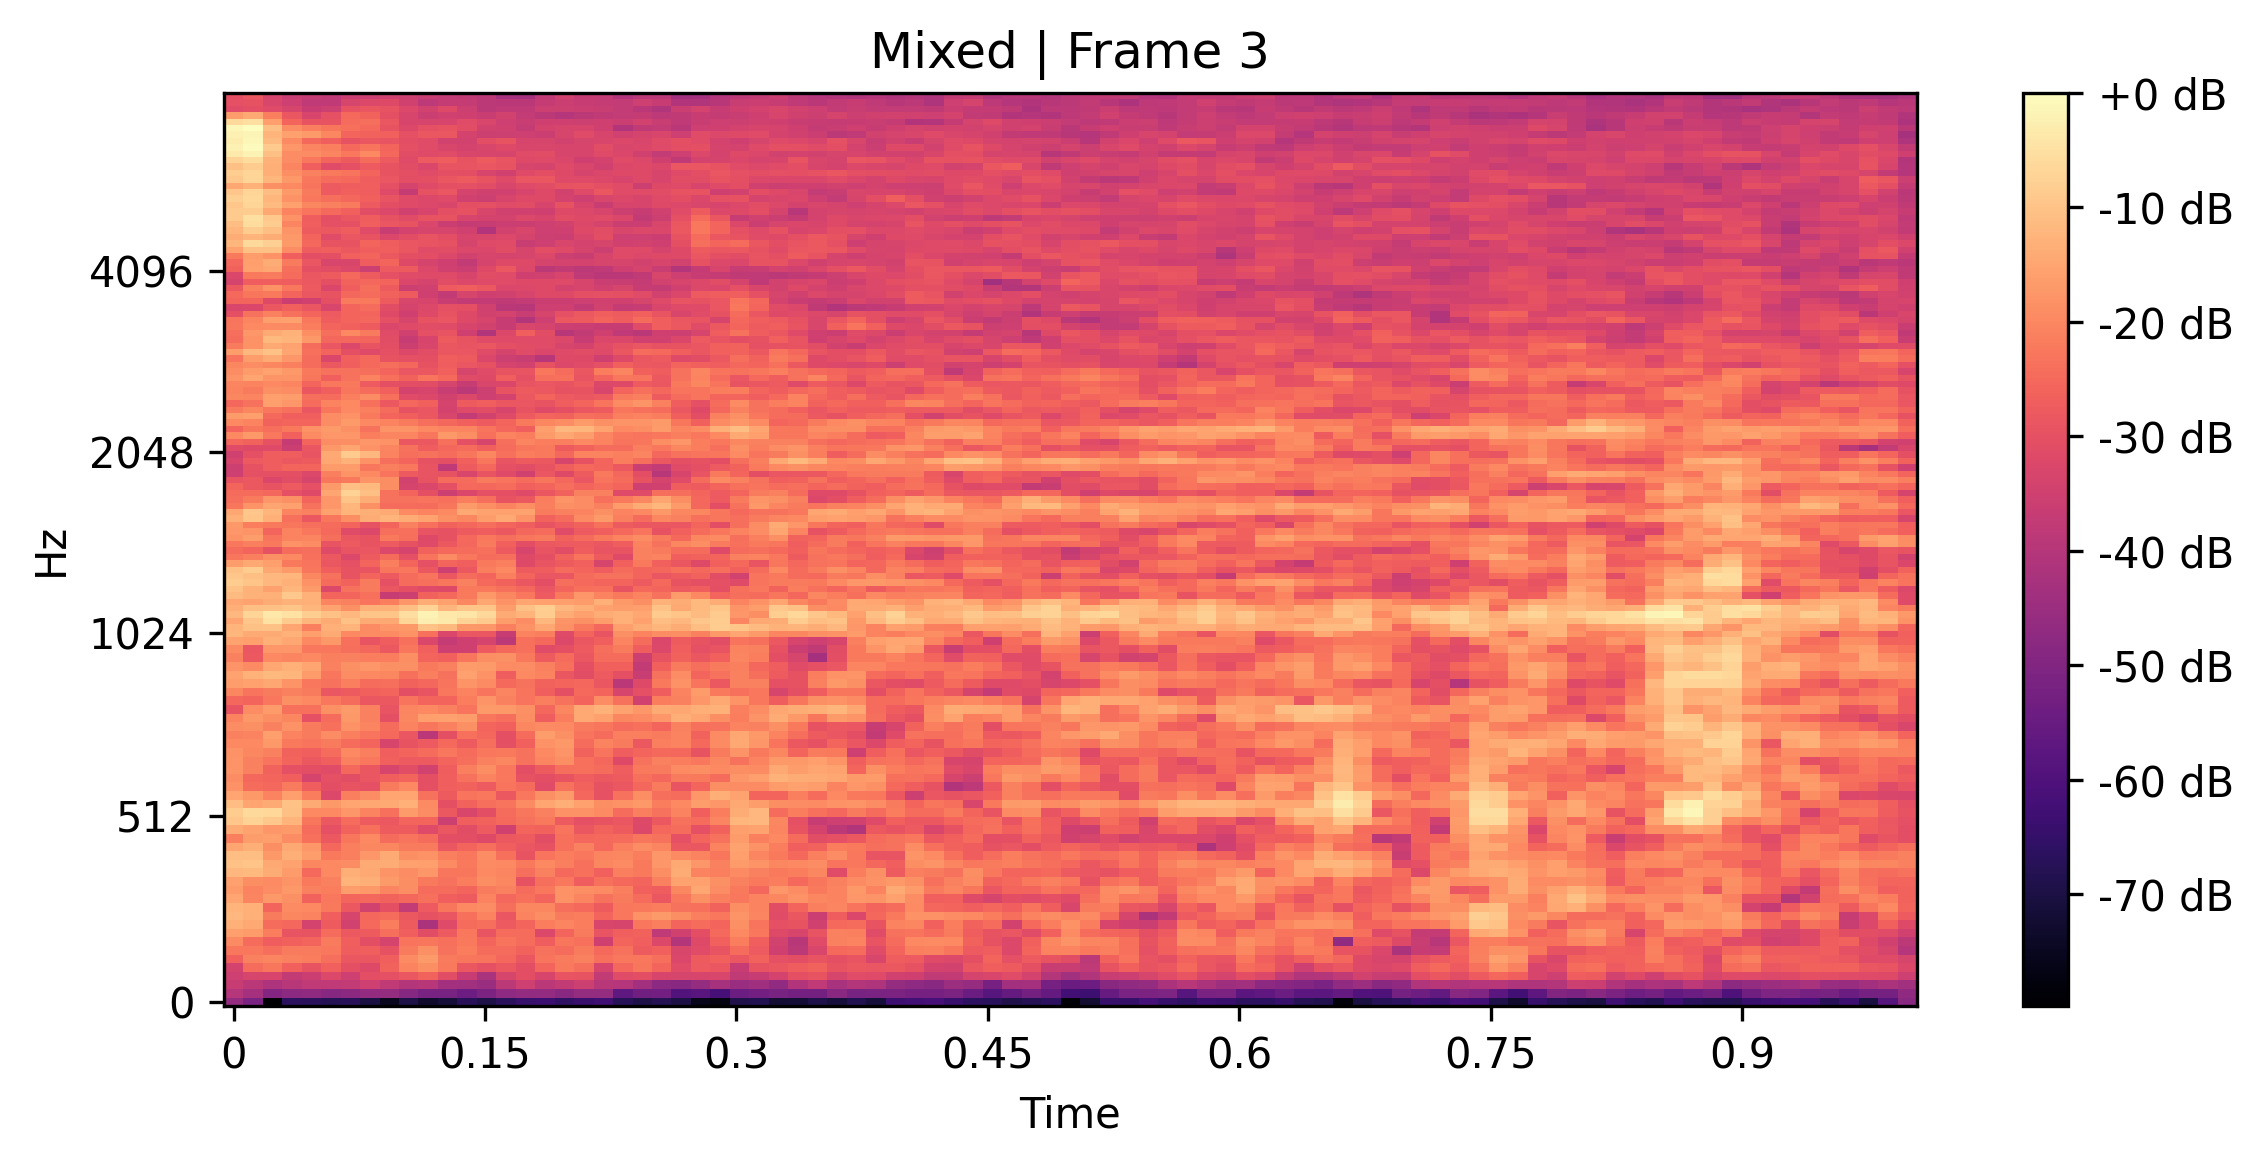 Mixed | Frame 3
Hz
4096
2048
1024
512
0
0 0.15 0.3 0.45 0.6 0.75 0.9
Time
+0 dB
-10 dB
-20 dB
-30 dB
-40 dB
-50 dB
-60 dB
-70 dB